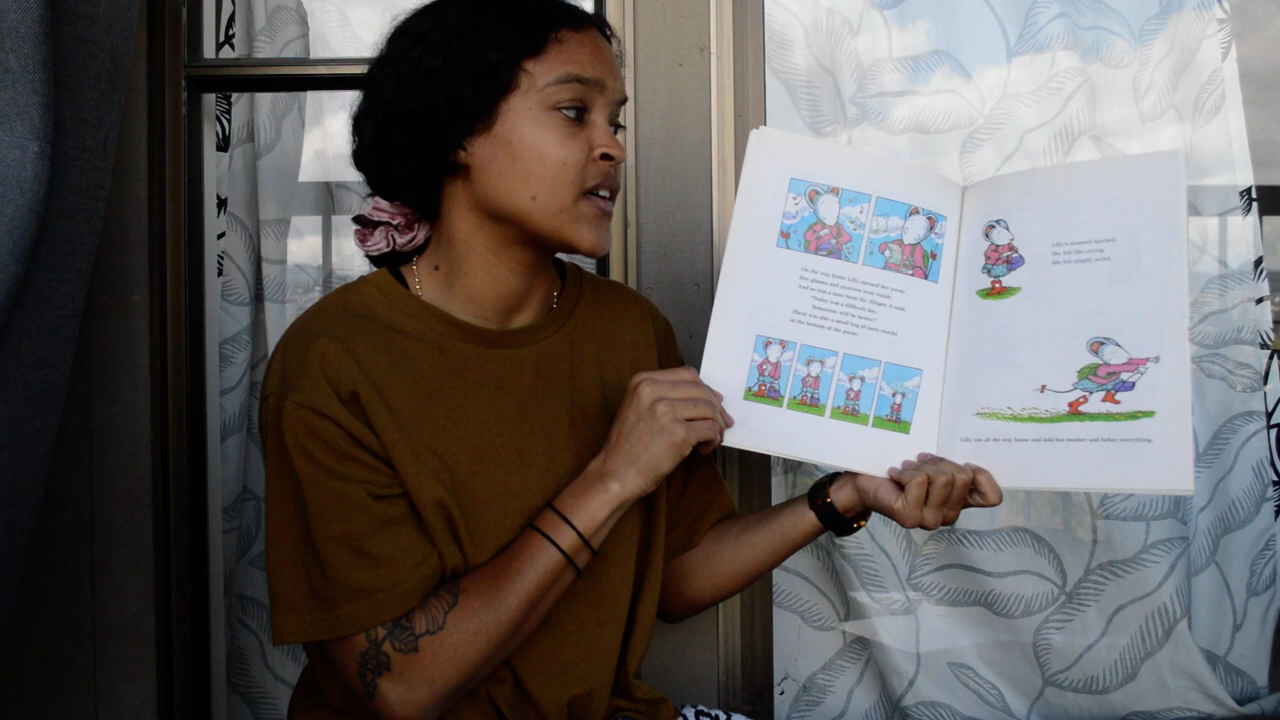 On the way home Lilly opened her purse.
Her glasses and quarters were inside.
And so was a note from Mr. Slinger. It said,
"Today was a difficult day.
Tomorrow will be better."
There was also a small bag of tasty snacks
at the bottom of the purse.
Lilly's stomach lurched.
She felt like crying.
She felt simply awful.
Lilly ran all the way home and told her mother and father everything.